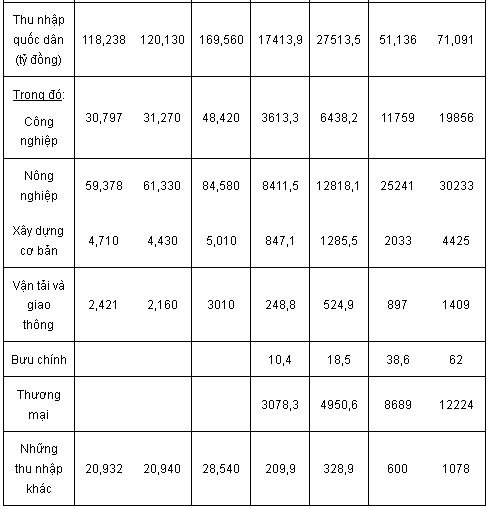 Thu nhập
quốc dân 118,238 120,130 169,560 17413,9 27513,5 51,136 71,091
(tỷ đồng)
Trong đó:
Công 30,797 31,270 48,420 3613,3 6438,2 11759 19856
nghiệp
Nông
nghiệp 59,378 61,330 84,580 8411,5 12818,1 25241 30233
Xây dựng
cơ bản 4,710 4,430 5,010 847,1 1285,5 2033 4425
Vận tải và
giao 2,421 2,160 3010 248,8 524,9 897 1409
thông
Bưu chính 10,4 18,5 38,6 62
Thương
mại 3078,3 4950,6 8689 12224
Những
thu nhập 20,932 20,940 28,540 209,9 328,9 600 1078
khác